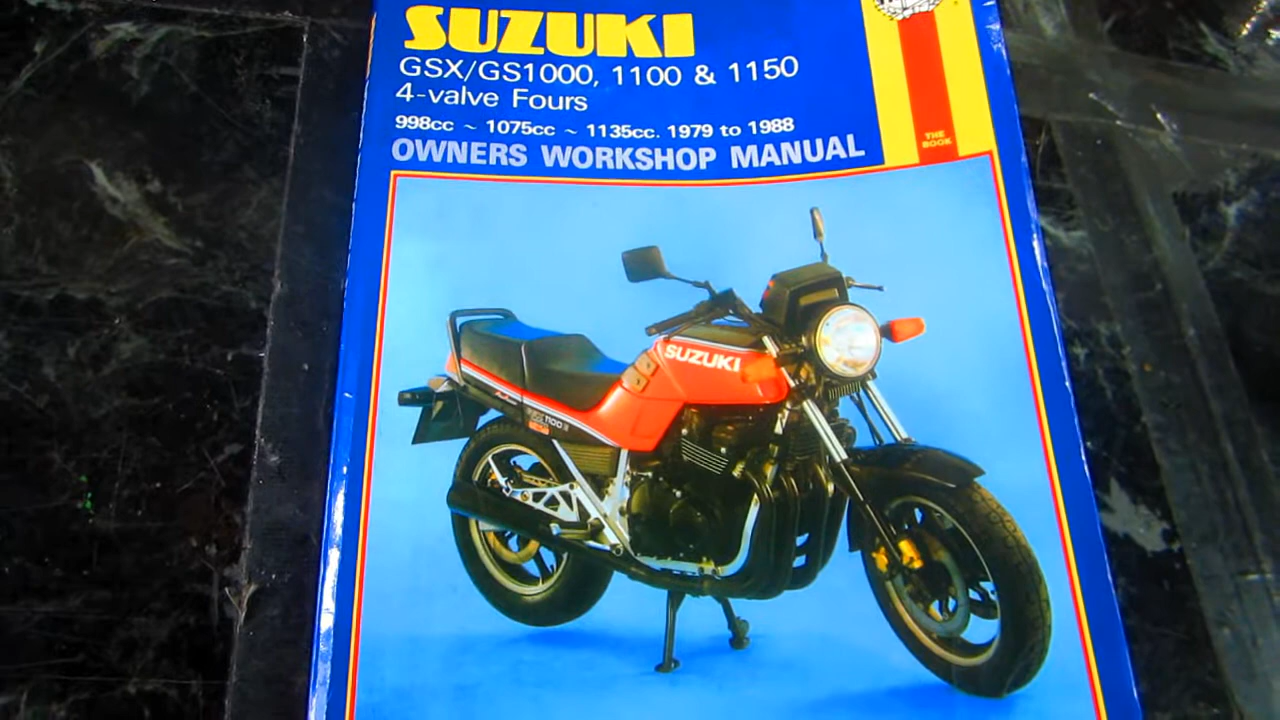 SUZUKI
GSX/GS1000, 1100 & 1150
4-valve Fours
998cc ~ 1075cc ~ 1135cc. 1979 to 1988
OWNERS WORKSHOP MANUAL
THE
BOOK
SUZUKI